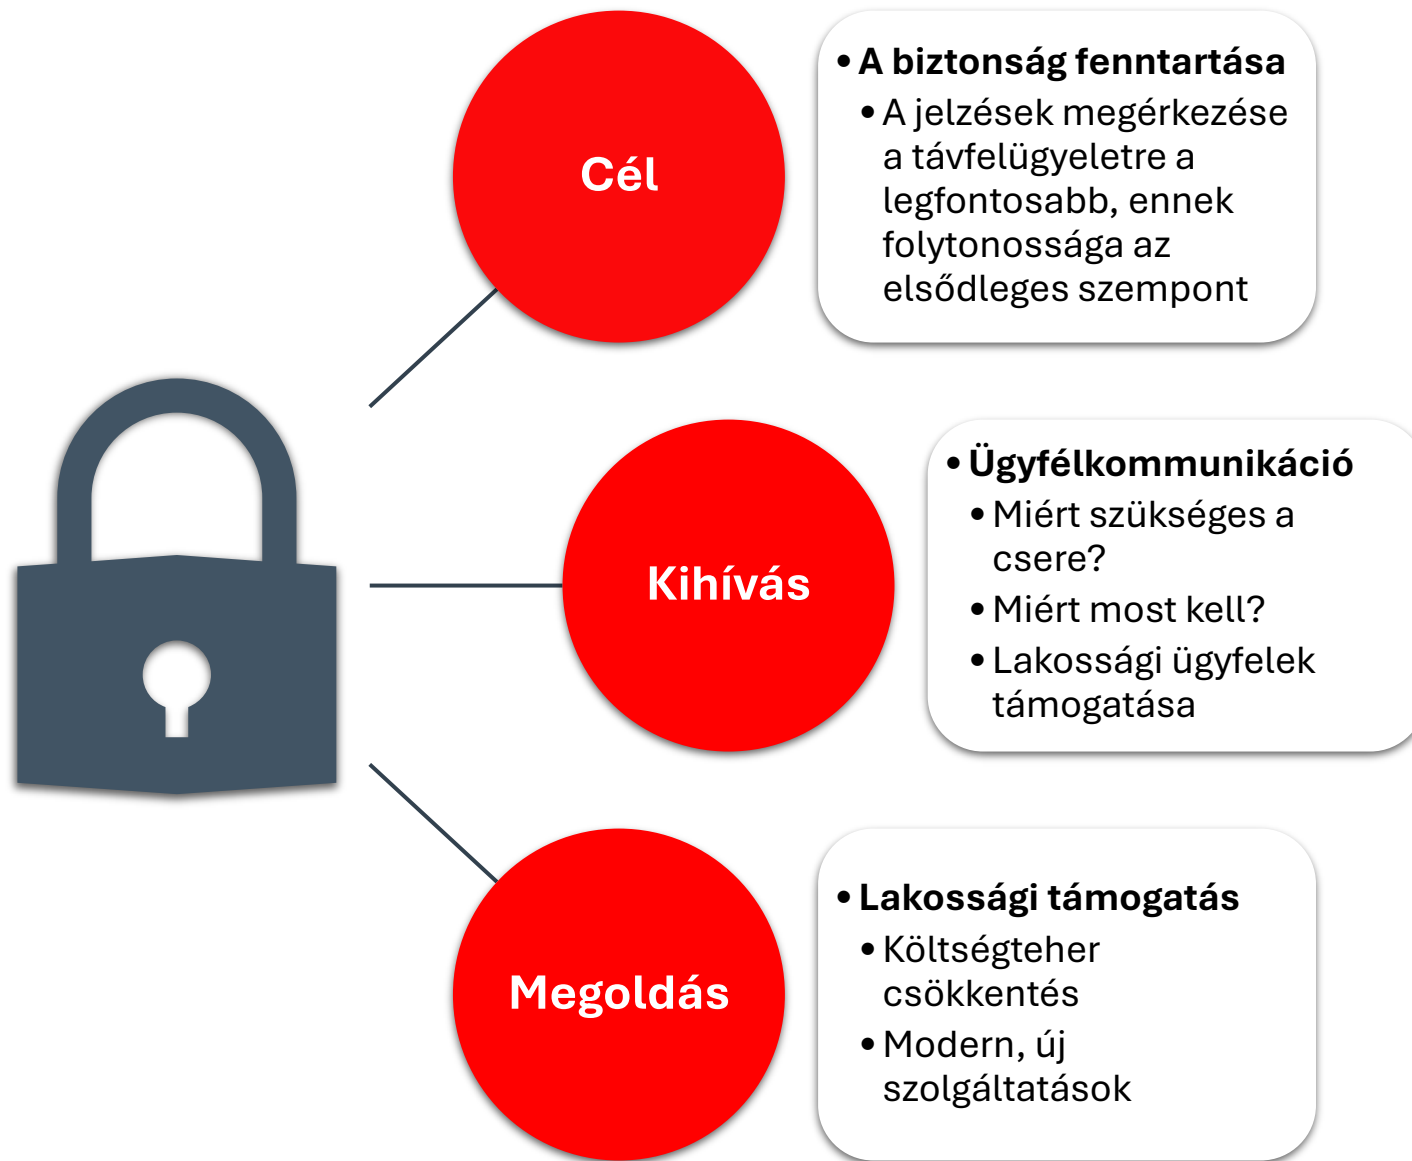 Cél
• A biztonság fenntartása
• A jelzések megérkezése
a távfelügyeletre a
legfontosabb, ennek
folytonossága az
elsődleges szempont
Kihívás
• Ügyfélkommunikáció
• Miért szükséges a
csere?
• Miért most kell?
• Lakossági ügyfelek
támogatása
Megoldás
• Lakossági támogatás
• Költségteher
csökkentés
• Modern, új
szolgáltatások